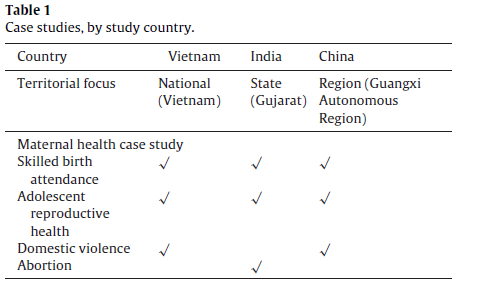 Table 1
Case studies, by study country.
Country Vietnam India China
Territorial focus National State Region (Guangxi
(Vietnam) (Gujarat) Autonomous
Region)
Maternal health case study
Skilled birth √ √ √
attendance
Adolescent √ √ √
reproductive
health
Domestic violence √ √
Abortion √